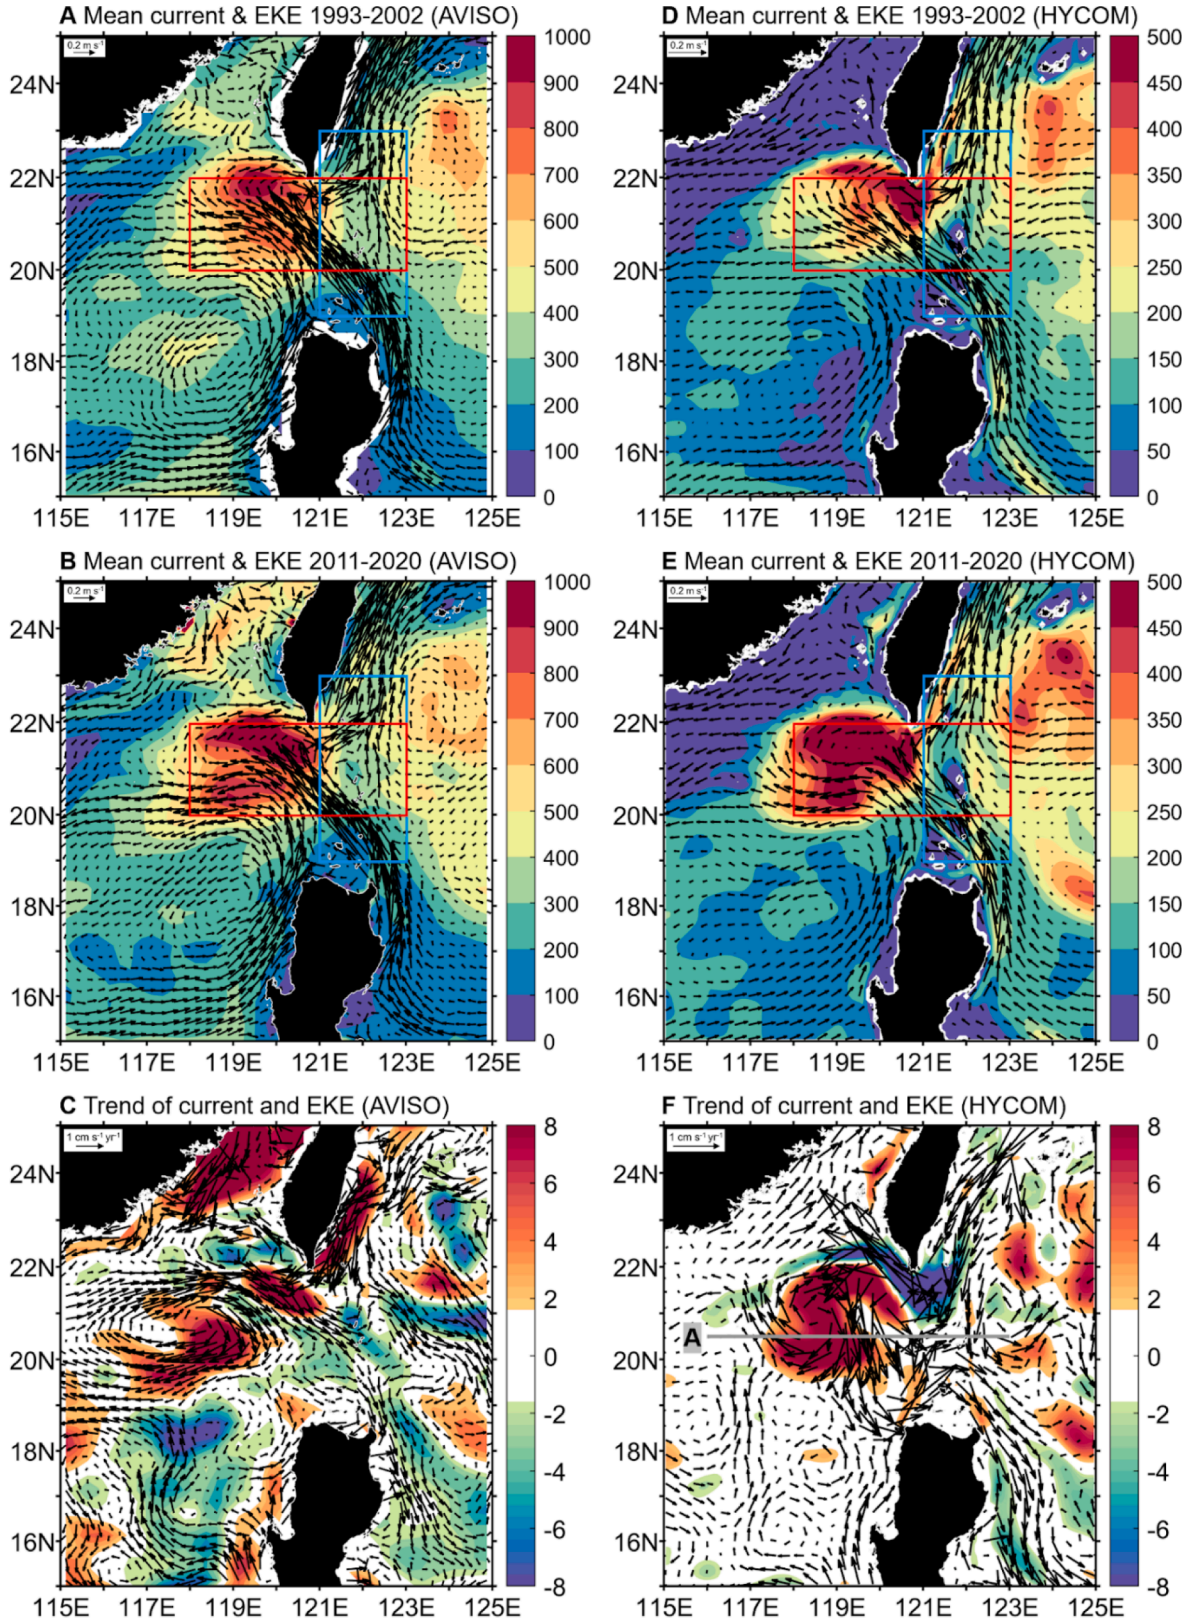 A Mean current & EKE 1993-2002 (AVISO)
0.2 m s⁻¹
24N
22N
20N
18N
16N
115E 117E 119E 121E 123E 125E
1000
900
800
700
600
500
400
300
200
100
0
D Mean current & EKE 1993-2002 (HYCOM)
0.2 m s⁻¹
24N
22N
20N
18N
16N
115E 117E 119E 121E 123E 125E
500
450
400
350
300
250
200
150
100
50
0
B Mean current & EKE 2011-2020 (AVISO)
0.2 m s⁻¹
24N
22N
20N
18N
16N
115E 117E 119E 121E 123E 125E
1000
900
800
700
600
500
400
300
200
100
0
E Mean current & EKE 2011-2020 (HYCOM)
0.2 m s⁻¹
24N
22N
20N
18N
16N
115E 117E 119E 121E 123E 125E
500
450
400
350
300
250
200
150
100
50
0
C Trend of current and EKE (AVISO)
1 cm s⁻¹ yr⁻¹
24N
22N
20N
18N
16N
115E 117E 119E 121E 123E 125E
8
6
4
2
0
-2
-4
-6
-8
F Trend of current and EKE (HYCOM)
1 cm s⁻¹ yr⁻¹
24N
22N
A
20N
18N
16N
115E 117E 119E 121E 123E 125E
8
6
4
2
0
-2
-4
-6
-8